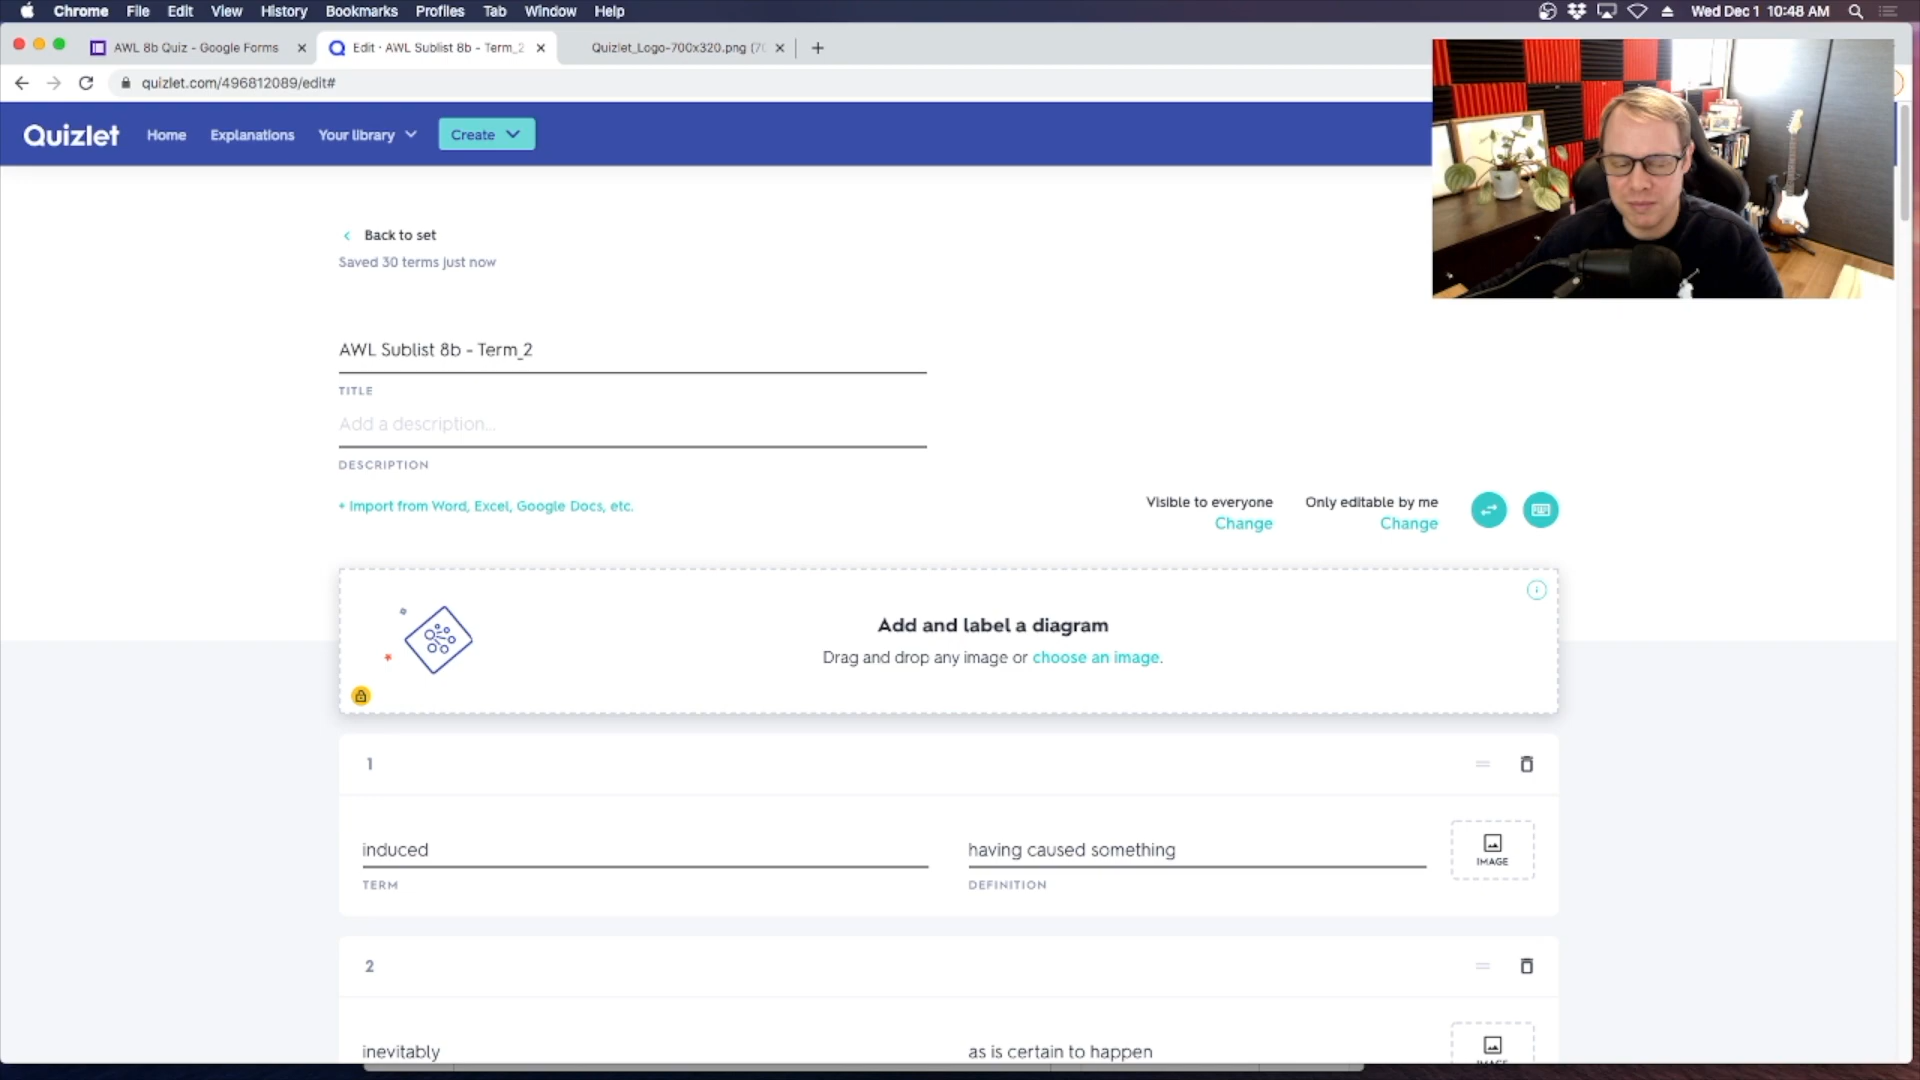 Chrome File Edit View History Bookmarks Profiles Tab Window Help Wed Dec 1 10:48 AM
AWL 8b Quiz - Google Forms Edit · AWL Sublist 8b - Term_2 Quizlet_Logo-700x320.png (70
quizlet.com/496812089/edit#
Quizlet Home Explanations Your library Create
Back to set
Saved 30 terms just now
AWL Sublist 8b - Term_2
TITLE
Add a description...
DESCRIPTION
+ Import from Word, Excel, Google Docs, etc.
Visible to everyone Only editable by me
Change Change
Add and label a diagram
Drag and drop any image or choose an image.
1
induced having caused something
IMAGE
TERM DEFINITION
2
inevitably as is certain to happen
IMAGE